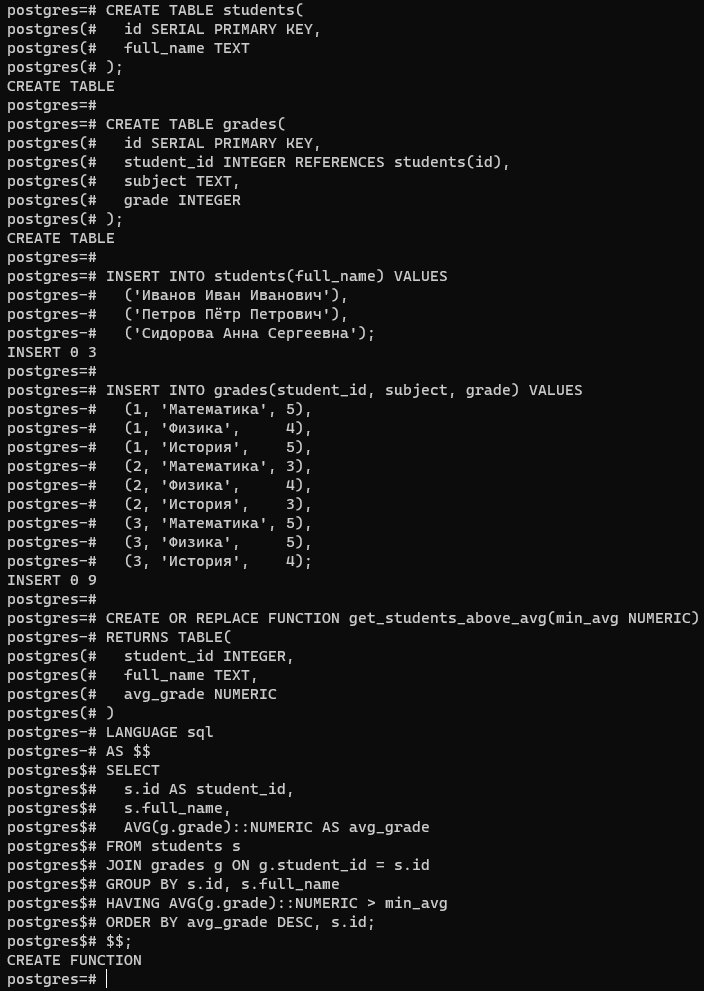 postgres=# CREATE TABLE students(
postgres(#   id SERIAL PRIMARY KEY,
postgres(#   full_name TEXT
postgres(# );
CREATE TABLE
postgres=#
postgres=# CREATE TABLE grades(
postgres(#   id SERIAL PRIMARY KEY,
postgres(#   student_id INTEGER REFERENCES students(id),
postgres(#   subject TEXT,
postgres(#   grade INTEGER
postgres(# );
CREATE TABLE
postgres=#
postgres=# INSERT INTO students(full_name) VALUES
postgres-#   ('Иванов Иван Иванович'),
postgres-#   ('Петров Пётр Петрович'),
postgres-#   ('Сидорова Анна Сергеевна');
INSERT 0 3
postgres=#
postgres=# INSERT INTO grades(student_id, subject, grade) VALUES
postgres-#   (1, 'Математика', 5),
postgres-#   (1, 'Физика',     4),
postgres-#   (1, 'История',    5),
postgres-#   (2, 'Математика', 3),
postgres-#   (2, 'Физика',     4),
postgres-#   (2, 'История',    3),
postgres-#   (3, 'Математика', 5),
postgres-#   (3, 'Физика',     5),
postgres-#   (3, 'История',    4);
INSERT 0 9
postgres=#
postgres=# CREATE OR REPLACE FUNCTION get_students_above_avg(min_avg NUMERIC)
postgres-# RETURNS TABLE(
postgres(#   student_id INTEGER,
postgres(#   full_name TEXT,
postgres(#   avg_grade NUMERIC
postgres(# )
postgres-# LANGUAGE sql
postgres-# AS $$
postgres$# SELECT
postgres$#   s.id AS student_id,
postgres$#   s.full_name,
postgres$#   AVG(g.grade)::NUMERIC AS avg_grade
postgres$# FROM students s
postgres$# JOIN grades g ON g.student_id = s.id
postgres$# GROUP BY s.id, s.full_name
postgres$# HAVING AVG(g.grade)::NUMERIC > min_avg
postgres$# ORDER BY avg_grade DESC, s.id;
postgres$# $$;
CREATE FUNCTION
postgres=#